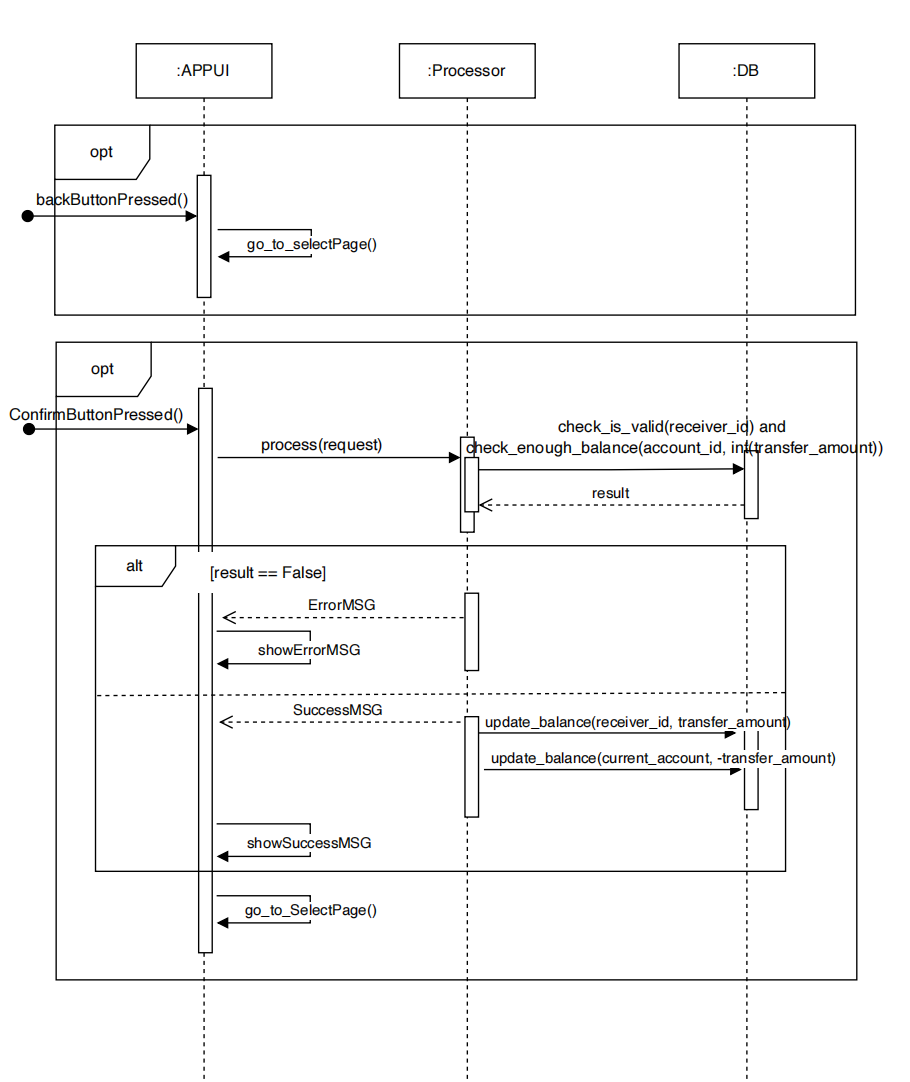 :APPUI
:Processor
:DB
opt
backButtonPressed()
go_to_selectPage()
opt
ConfirmButtonPressed()
process(request)
check_is_valid(receiver_id) and
check_enough_balance(account_id, int(transfer_amount))
result
alt
[result == False]
ErrorMSG
showErrorMSG
SuccessMSG
update_balance(receiver_id, transfer_amount)
update_balance(current_account, -transfer_amount)
showSuccessMSG
go_to_SelectPage()